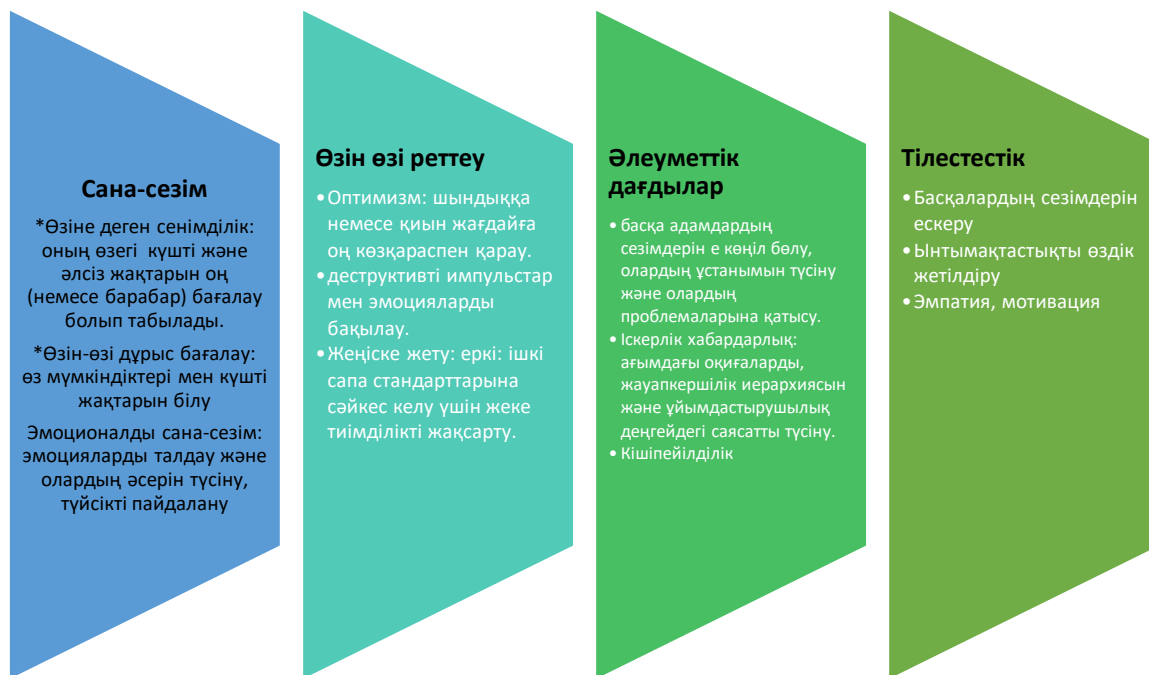 Сана-сезім
*Өзіне деген сенімділік:
оның өзегі  күшті және
әлсіз жақтарын оң
(немесе барабар) бағалау
болып табылады.
*Өзін-өзі дұрыс бағалау:
өз мүмкіндіктері мен күшті
жақтарын білу
Эмоционалды сана-сезім:
эмоцияларды талдау және
олардың әсерін түсіну,
түйсікті пайдалану
Өзін өзі реттеу
•Оптимизм: шындыққа
немесе қиын жағдайға
оң көзқараспен қарау.
•деструктивті импульстар
мен эмоцияларды
бақылау.
•Жеңіске жету: еркі: ішкі
сапа стандарттарына
сәйкес келу үшін жеке
тиімділікті жақсарту.
Әлеуметтік
дағдылар
•басқа адамдардың
сезімдерін е көңіл бөлу,
олардың ұстанымын түсіну
және олардың
проблемаларына қатысу.
•Іскерлік хабардарлық:
ағымдағы оқиғаларды,
жауапкершілік иерархиясын
және ұйымдастырушылық
деңгейдегі саясатты түсіну.
•Кішіпейілділік
Тілестестік
•Басқалардың сезімдерін
ескеру
•Ынтымақтастықты өздік
жетілдіру
•Эмпатия, мотивация